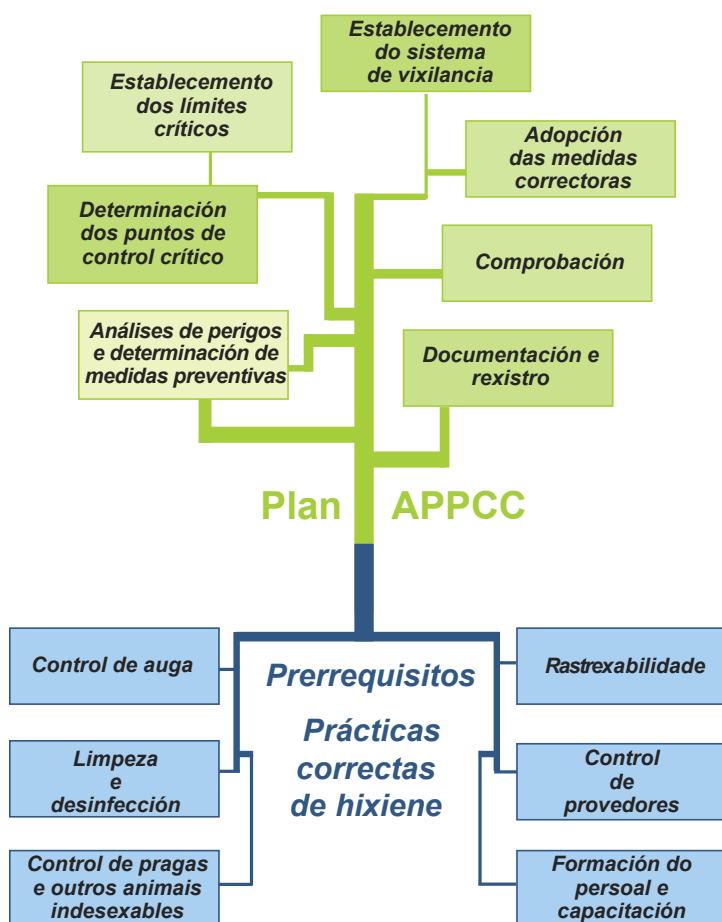 Establecemento
do sistema
de vixilancia
Establecemento
dos límites
críticos
Adopción
das medidas
correctoras
Determinación
dos puntos de
control crítico
Comprobación
Análises de perigos
e determinación de
medidas preventivas
Documentación e
rexistro
Plan APPCC
Control de auga
Prerrequisitos
Rastrexabilidade
Prácticas
correctas
de hixiene
Limpeza
e
desinfección
Control
de
provedores
Control de pragas
e outros animais
indesexables
Formación do
persoal e
capacitación